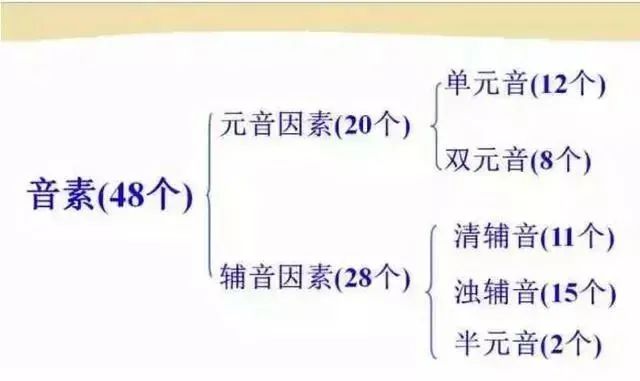 音素(48个)
元音因素(20个)
单元音(12个)
双元音(8个)
辅音因素(28个)
清辅音(11个)
浊辅音(15个)
半元音(2个)